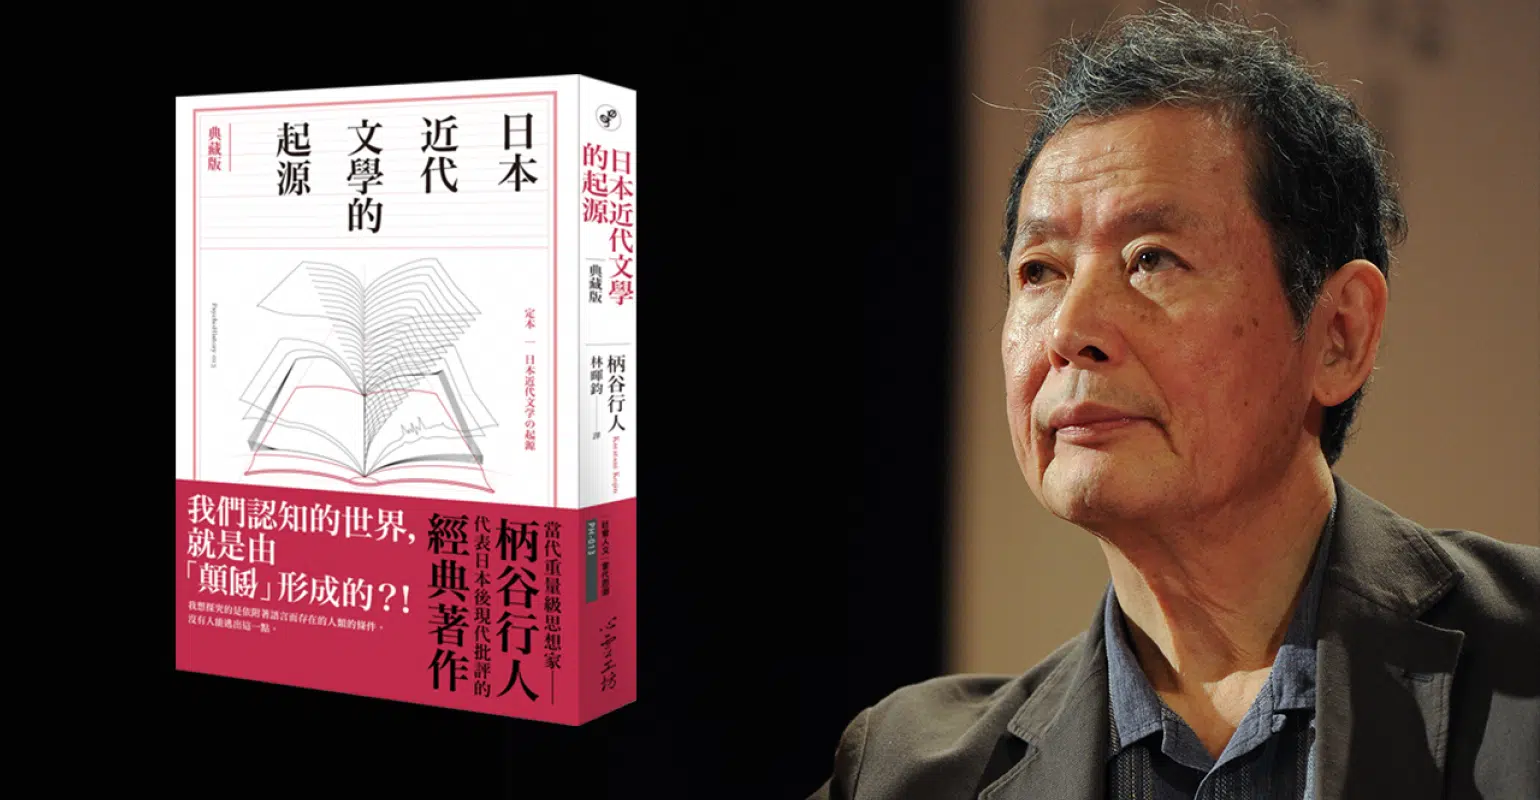 日本
近代
文學的
起源
典藏版
定本 | 日本近代文学の起源
PsychoHistory 013
當代重量級思想家——
柄谷行人
代表日本後現代批評的
經典著作
我們認知的世界,
就是由
「顛倒」形成的?!
我想探究的是依附著語言而存在的人類的條件。
沒有人能逃出這一點。
日本近代文學
的起源
典藏版
柄谷行人 Karatani Kojin
林暉鈞——譯
PH-013
心靈工坊